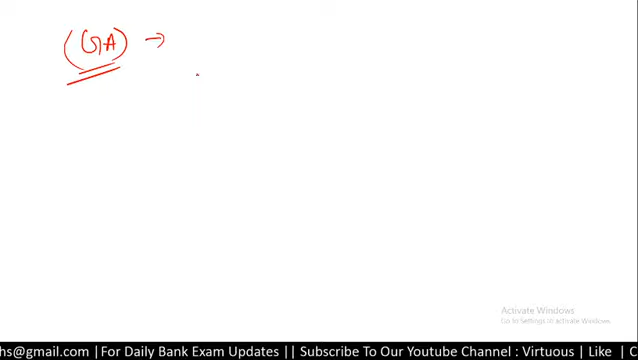 (GA) →
Activate Windows
Go to Settings to activate Windows.
hs@gmail.com |For Daily Bank Exam Updates || Subscribe To Our Youtube Channel : Virtuous | Like | C